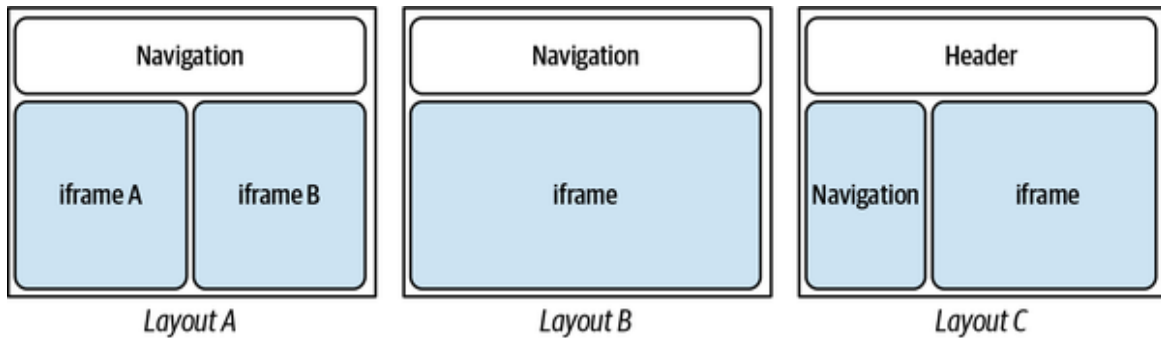 Navigation
iframe A
iframe B
Layout A
Navigation
iframe
Layout B
Header
Navigation
iframe
Layout C